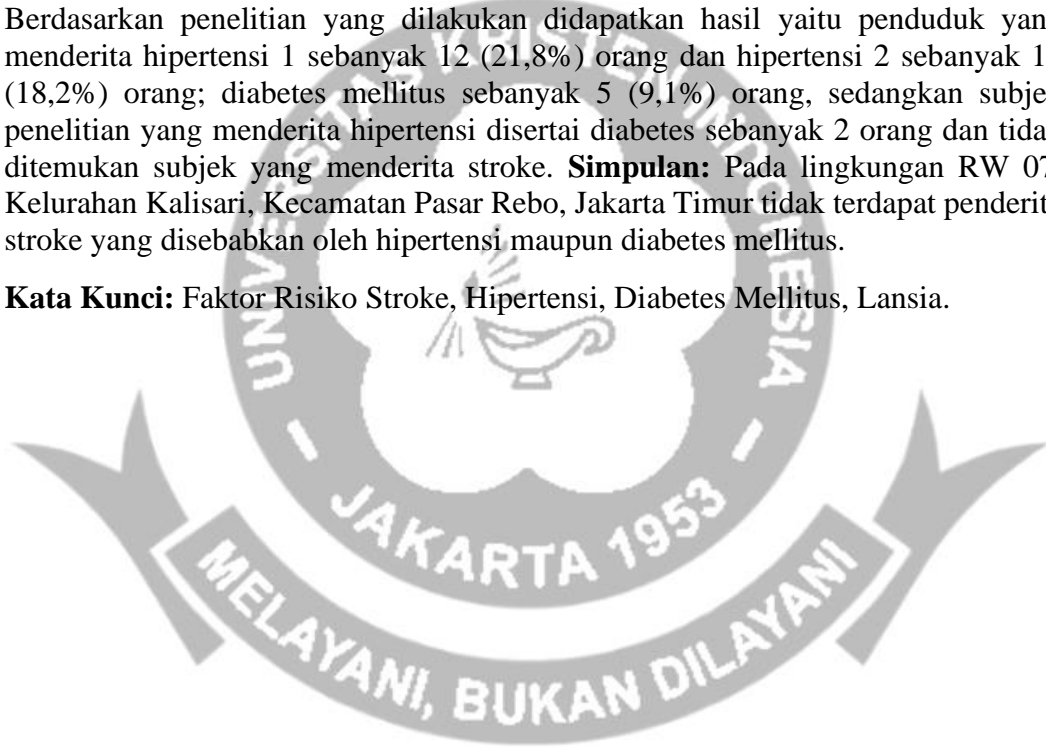 Berdasarkan penelitian yang dilakukan didapatkan hasil yaitu penduduk yan
menderita hipertensi 1 sebanyak 12 (21,8%) orang dan hipertensi 2 sebanyak 1
(18,2%) orang; diabetes mellitus sebanyak 5 (9,1%) orang, sedangkan subje
penelitian yang menderita hipertensi disertai diabetes sebanyak 2 orang dan tida
ditemukan subjek yang menderita stroke. Simpulan: Pada lingkungan RW 07
Kelurahan Kalisari, Kecamatan Pasar Rebo, Jakarta Timur tidak terdapat penderit
stroke yang disebabkan oleh hipertensi maupun diabetes mellitus.
Kata Kunci: Faktor Risiko Stroke, Hipertensi, Diabetes Mellitus, Lansia.
UNIVERSITAS KRISTEN INDONESIA
JAKARTA 1953
MELAYANI, BUKAN DILAYANI